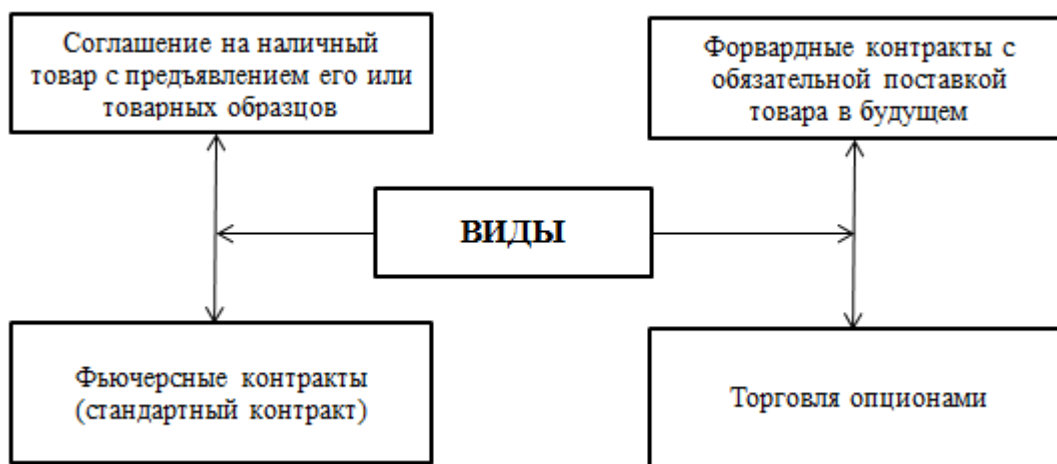 Соглашение на наличный
товар с предъявлением его или
товарных образцов
Форвардные контракты с
обязательной поставкой
товара в будущем
ВИДЫ
Фьючерсные контракты
(стандартный контракт)
Торговля опционами